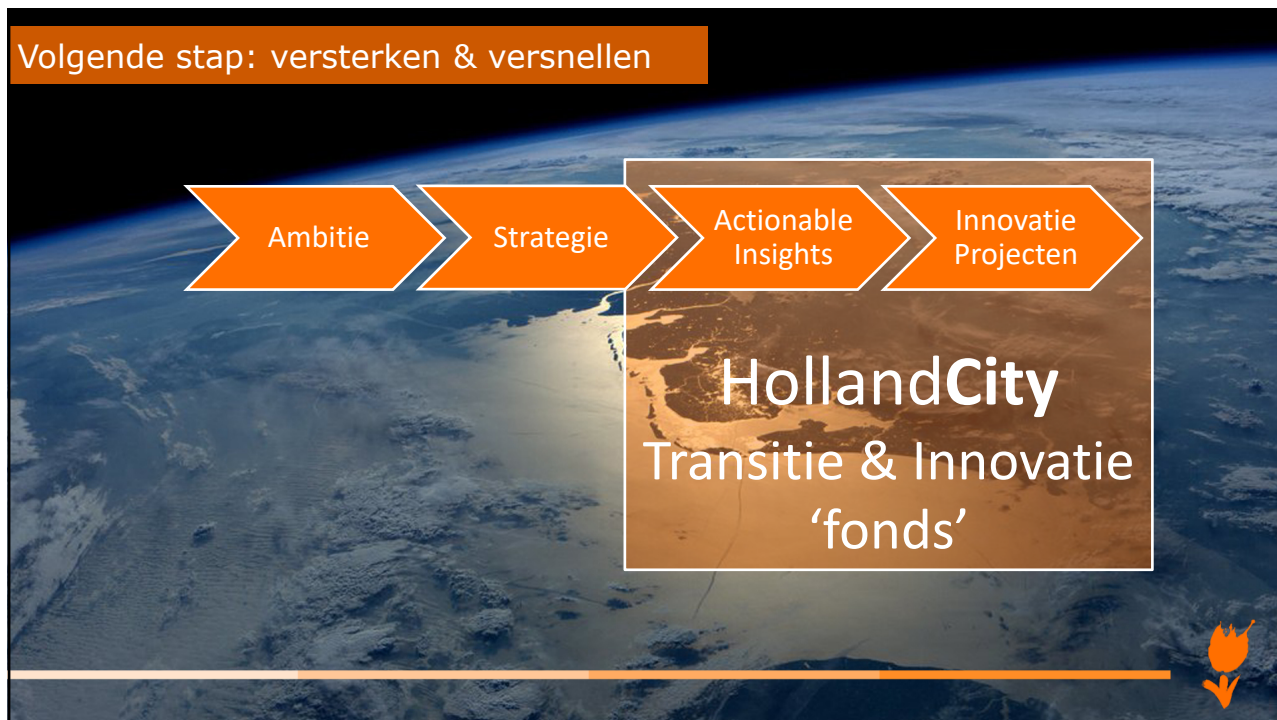 Volgende stap: versterken & versnellen
Ambitie
Strategie
Actionable
Insights
Innovatie
Projecten
HollandCity
Transitie & Innovatie
‘fonds’